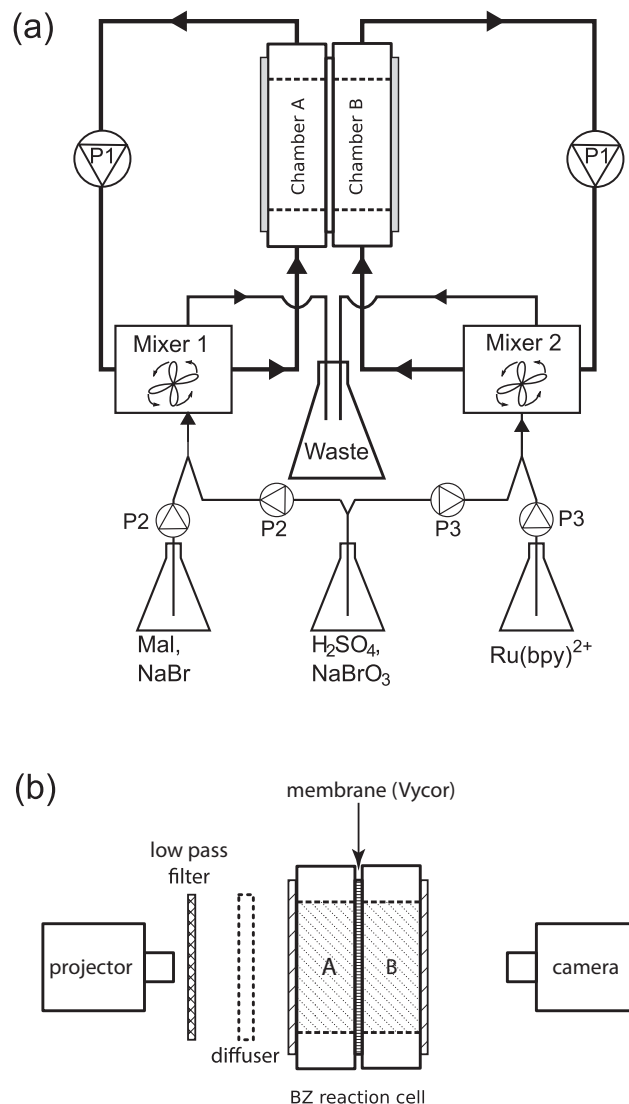 (a)
P1
Chamber A
Chamber B
P1
Mixer 1
Mixer 2
Waste
P2
P2
P3
P3
Mal,
NaBr
H₂SO₄,
NaBrO₃
Ru(bpy)²⁺
(b)
membrane (Vycor)
low pass
filter
projector
A
B
camera
diffuser
BZ reaction cell